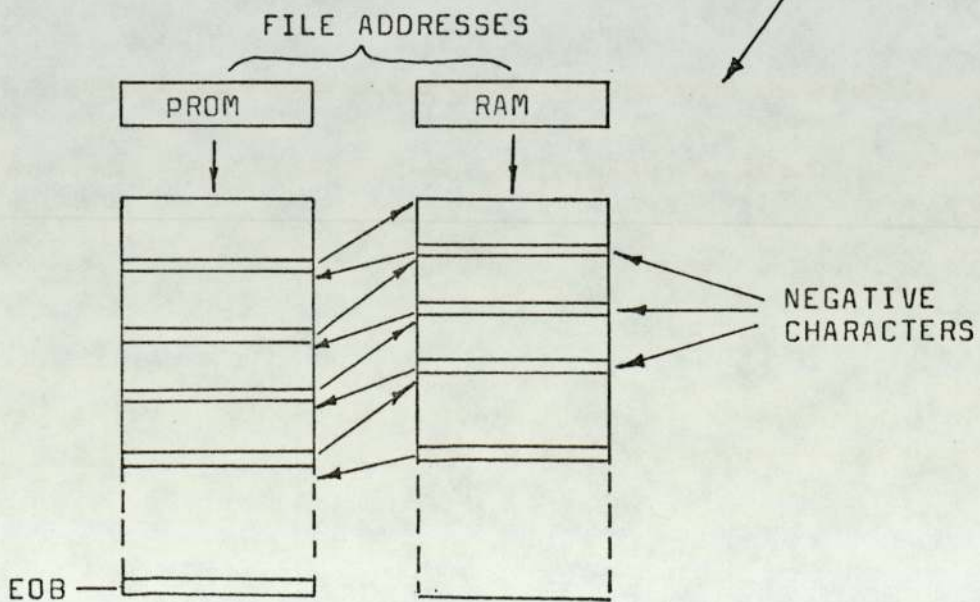 FILE ADDRESSES
PROM
RAM
NEGATIVE
CHARACTERS
EOB